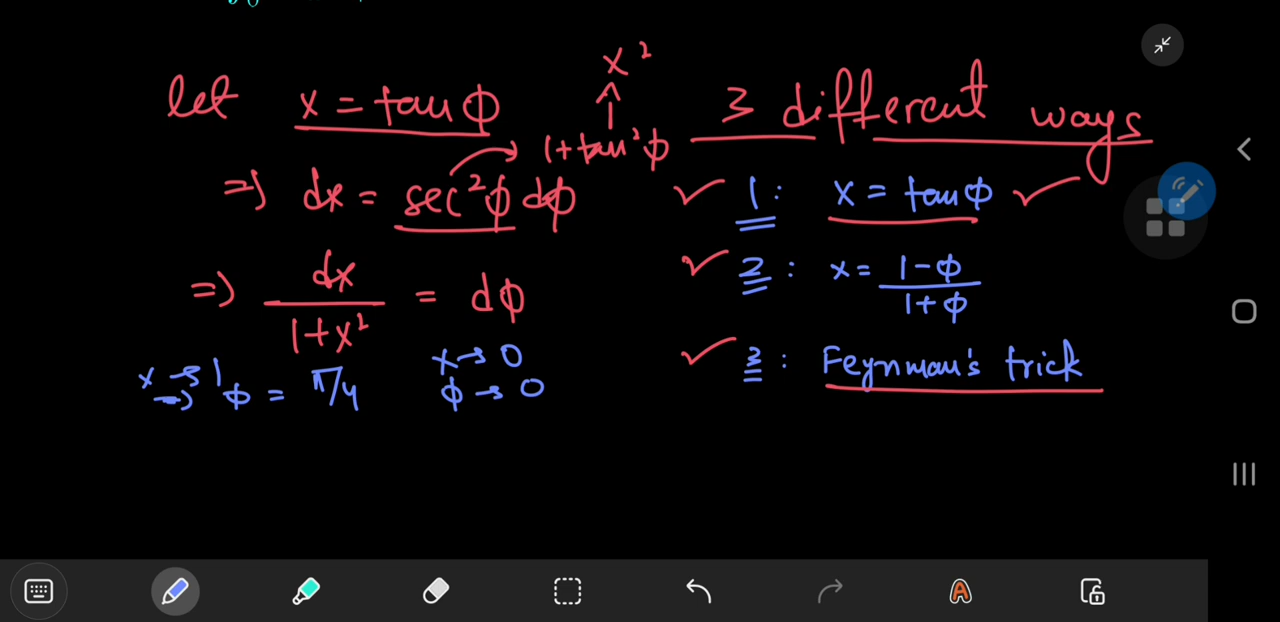 let x = tan ϕ
x²
↑
1 + tan²ϕ
⇒ dx = sec²ϕ dϕ
⇒ dx / (1 + x²) = dϕ
x → 1 x → 0
⇒ ϕ = π/4 ϕ → 0
3 different ways
✓ 1 : x = tan ϕ ✓
✓ 2 : x = (1 - ϕ) / (1 + ϕ)
✓ 3 : Feynman's trick
A